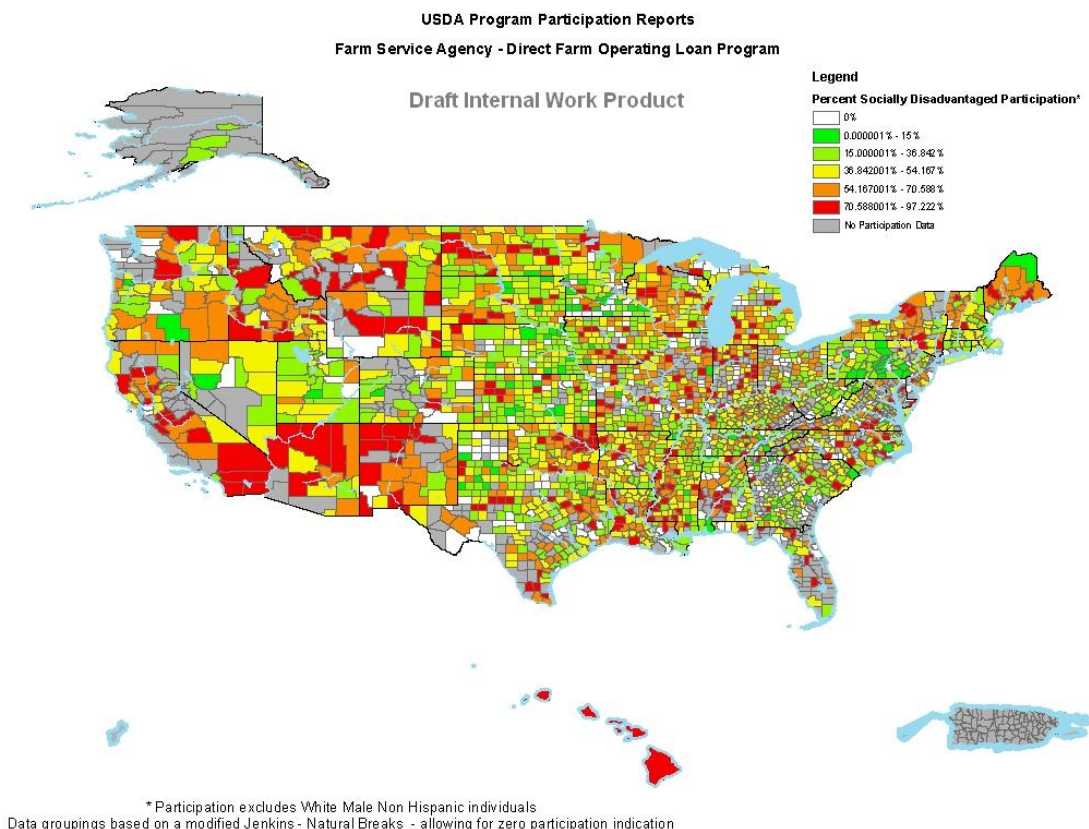 USDA Program Participation Reports
Farm Service Agency - Direct Farm Operating Loan Program
Draft Internal Work Product
Legend
Percent Socially Disadvantaged Participation*
0%
0.000001% - 15%
15.000001% - 36.842%
36.842001% - 54.167%
54.167001% - 70.588%
70.588001% - 97.222%
No Participation Data
* Participation excludes White Male Non Hispanic individuals
Data groupings based on a modified Jenkins - Natural Breaks - allowing for zero participation indication